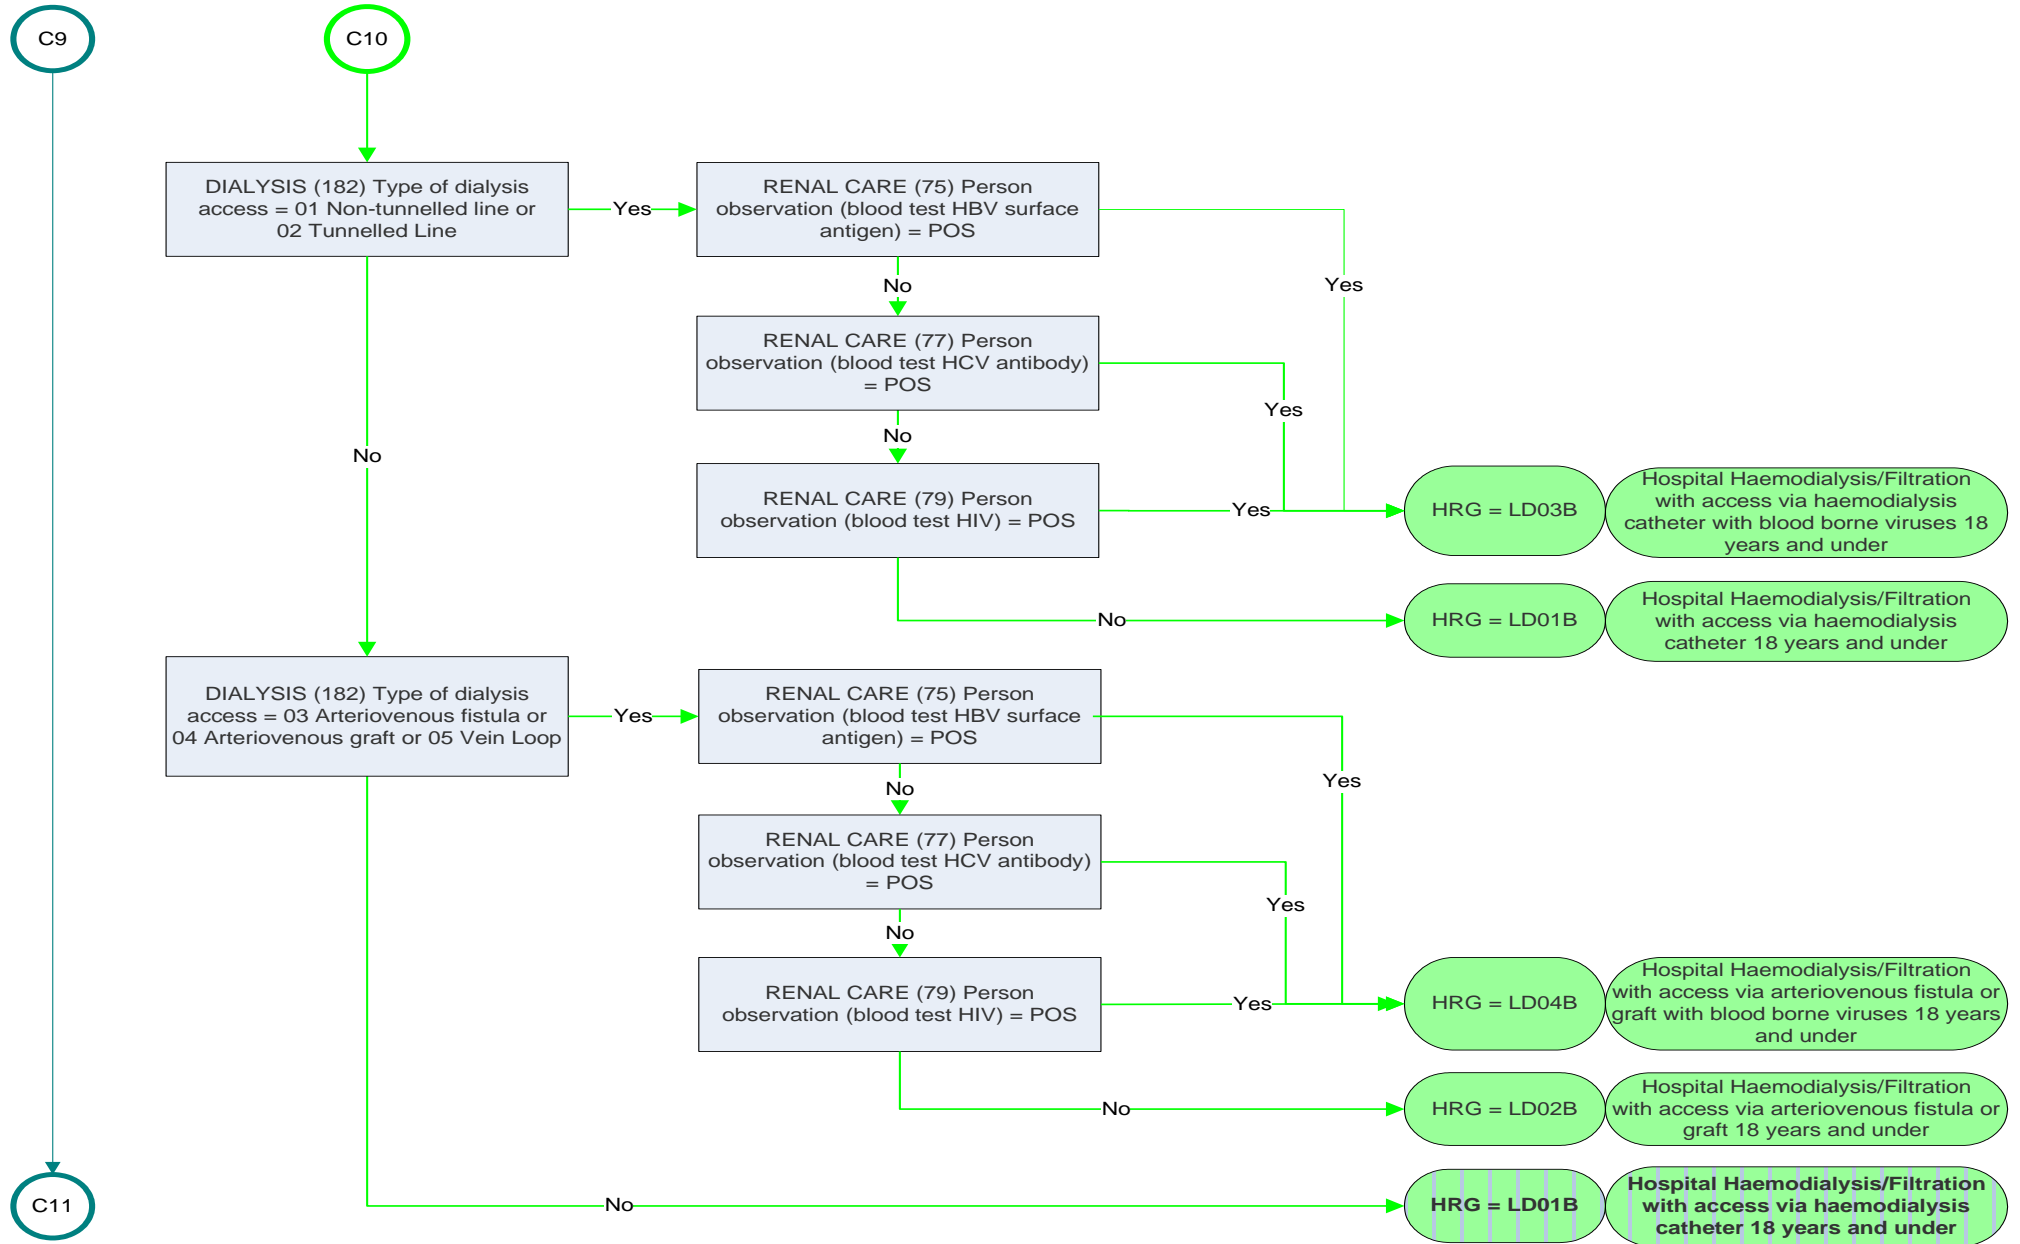 C9
C10
DIALYSIS (182) Type of dialysis
access = 01 Non-tunnelled line or
02 Tunnelled Line
Yes
RENAL CARE (75) Person
observation (blood test HBV surface
antigen) = POS
Yes
No
RENAL CARE (77) Person
observation (blood test HCV antibody)
= POS
Yes
No
No
RENAL CARE (79) Person
observation (blood test HIV) = POS
Yes
HRG = LD03B
Hospital Haemodialysis/Filtration
with access via haemodialysis
catheter with blood borne viruses 18
years and under
No
HRG = LD01B
Hospital Haemodialysis/Filtration
with access via haemodialysis
catheter 18 years and under
DIALYSIS (182) Type of dialysis
access = 03 Arteriovenous fistula or
04 Arteriovenous graft or 05 Vein Loop
Yes
RENAL CARE (75) Person
observation (blood test HBV surface
antigen) = POS
Yes
No
RENAL CARE (77) Person
observation (blood test HCV antibody)
= POS
Yes
No
RENAL CARE (79) Person
observation (blood test HIV) = POS
Yes
HRG = LD04B
Hospital Haemodialysis/Filtration
with access via arteriovenous fistula or
graft with blood borne viruses 18 years
and under
No
HRG = LD02B
Hospital Haemodialysis/Filtration
with access via arteriovenous fistula or
graft 18 years and under
C11
No
HRG = LD01B
Hospital Haemodialysis/Filtration
with access via haemodialysis
catheter 18 years and under